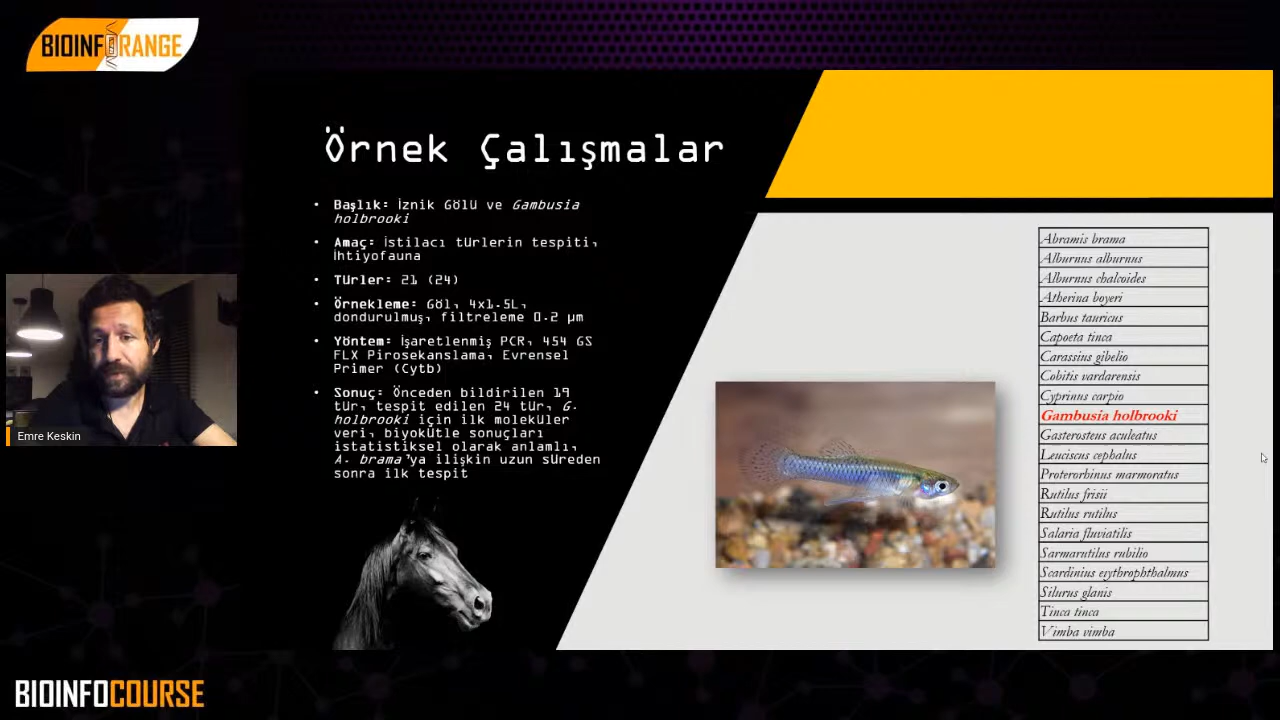 BIOINFORANGE
Örnek Çalışmalar
• Başlık: İznik Gölü ve Gambusia
holbrooki
• Amaç: İstilacı türlerin tespiti,
İhtiyofauna
• Türler: 21 (24)
• Örnekleme: Göl, 4x1.5L,
dondurulmuş, filtreleme 0.2 µm
• Yöntem: İşaretlenmiş PCR, 454 GS
FLX Pirosekanslama, Evrensel
Primer (Cytb)
• Sonuç: Önceden bildirilen 19
tür, tespit edilen 24 tür, G.
holbrooki için ilk moleküler
veri, biyokütle sonuçları
istatistiksel olarak anlamlı,
A. brama'ya ilişkin uzun süreden
sonra ilk tespit
Abramis brama
Alburnus alburnus
Alburnus chalcoides
Atherina boyeri
Barbus tauricus
Capoeta tinca
Carassius gibelio
Cobitis vardarensis
Cyprinus carpio
Gambusia holbrooki
Gasterosteus aculeatus
Leuciscus cephalus
Proterorhinus marmoratus
Rutilus frisii
Rutilus rutilus
Salaria fluviatilis
Sarmarutilus rubilio
Scardinius erythrophthalmus
Silurus glanis
Tinca tinca
Vimba vimba
Emre Keskin
BIOINFOCOURSE